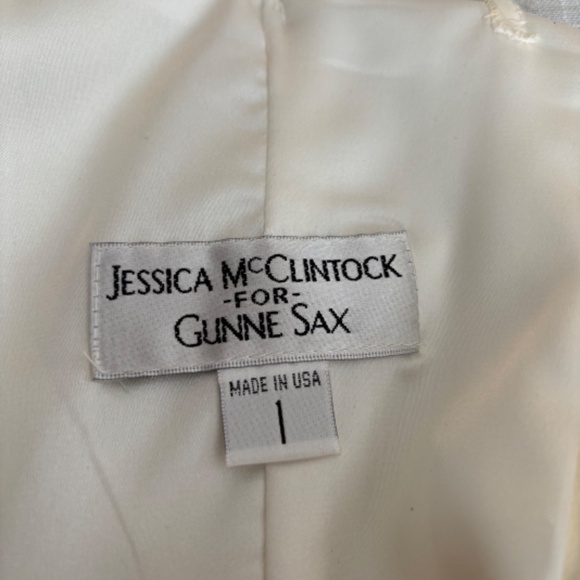 JESSICA McCLINTOCK
-FOR-
GUNNE SAX
MADE IN USA
1